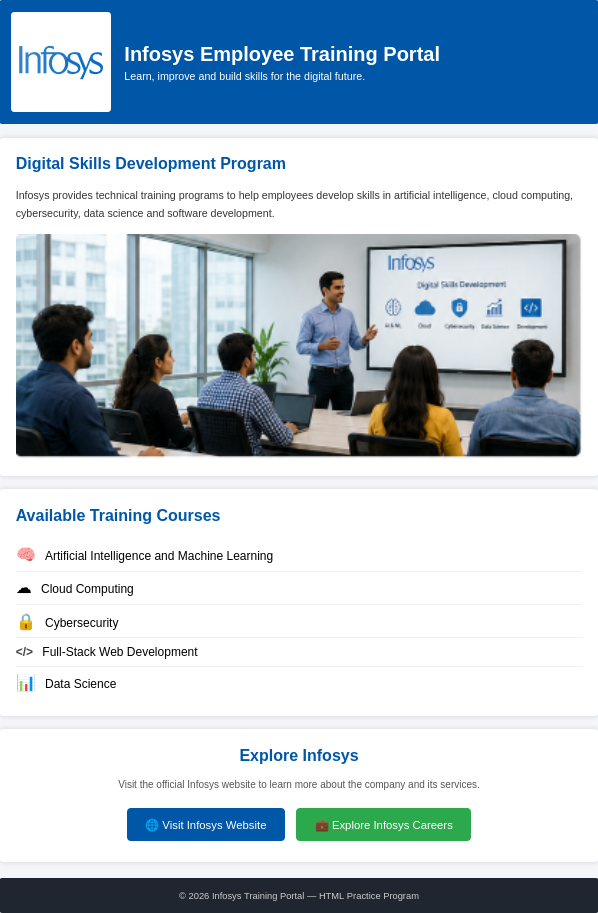 Infosys
Infosys Employee Training Portal
Learn, improve and build skills for the digital future.
Digital Skills Development Program
Infosys provides technical training programs to help employees develop skills in artificial intelligence, cloud computing,
cybersecurity, data science and software development.
Infosys
Digital Skills Development
AI & ML Cloud Cybersecurity Data Science Development
Available Training Courses
Artificial Intelligence and Machine Learning
Cloud Computing
Cybersecurity
</> Full-Stack Web Development
Data Science
Explore Infosys
Visit the official Infosys website to learn more about the company and its services.
Visit Infosys Website Explore Infosys Careers
© 2026 Infosys Training Portal — HTML Practice Program